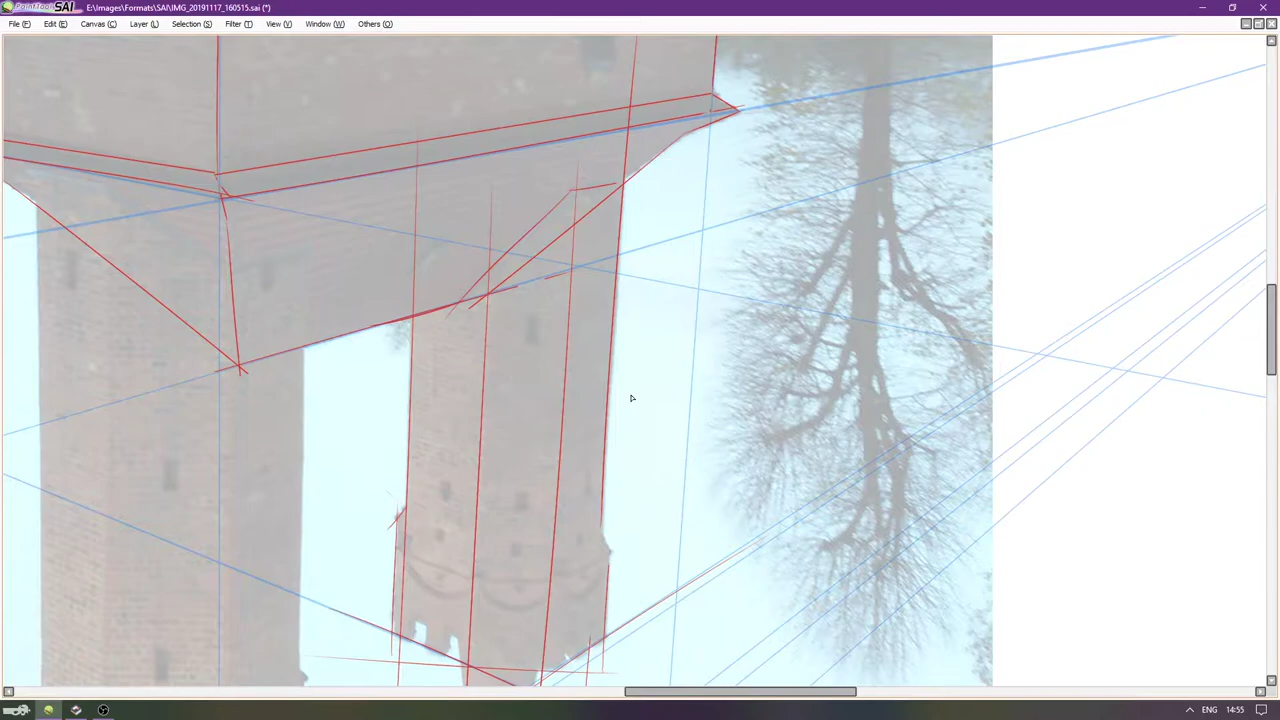 PaintTool SAI E:\Images\Formats\SAI\IMG_20191117_160515.sai (*)
File (F) Edit (E) Canvas (C) Layer (L) Selection (S) Filter (T) View (V) Window (W) Others (O)
ENG 14:55